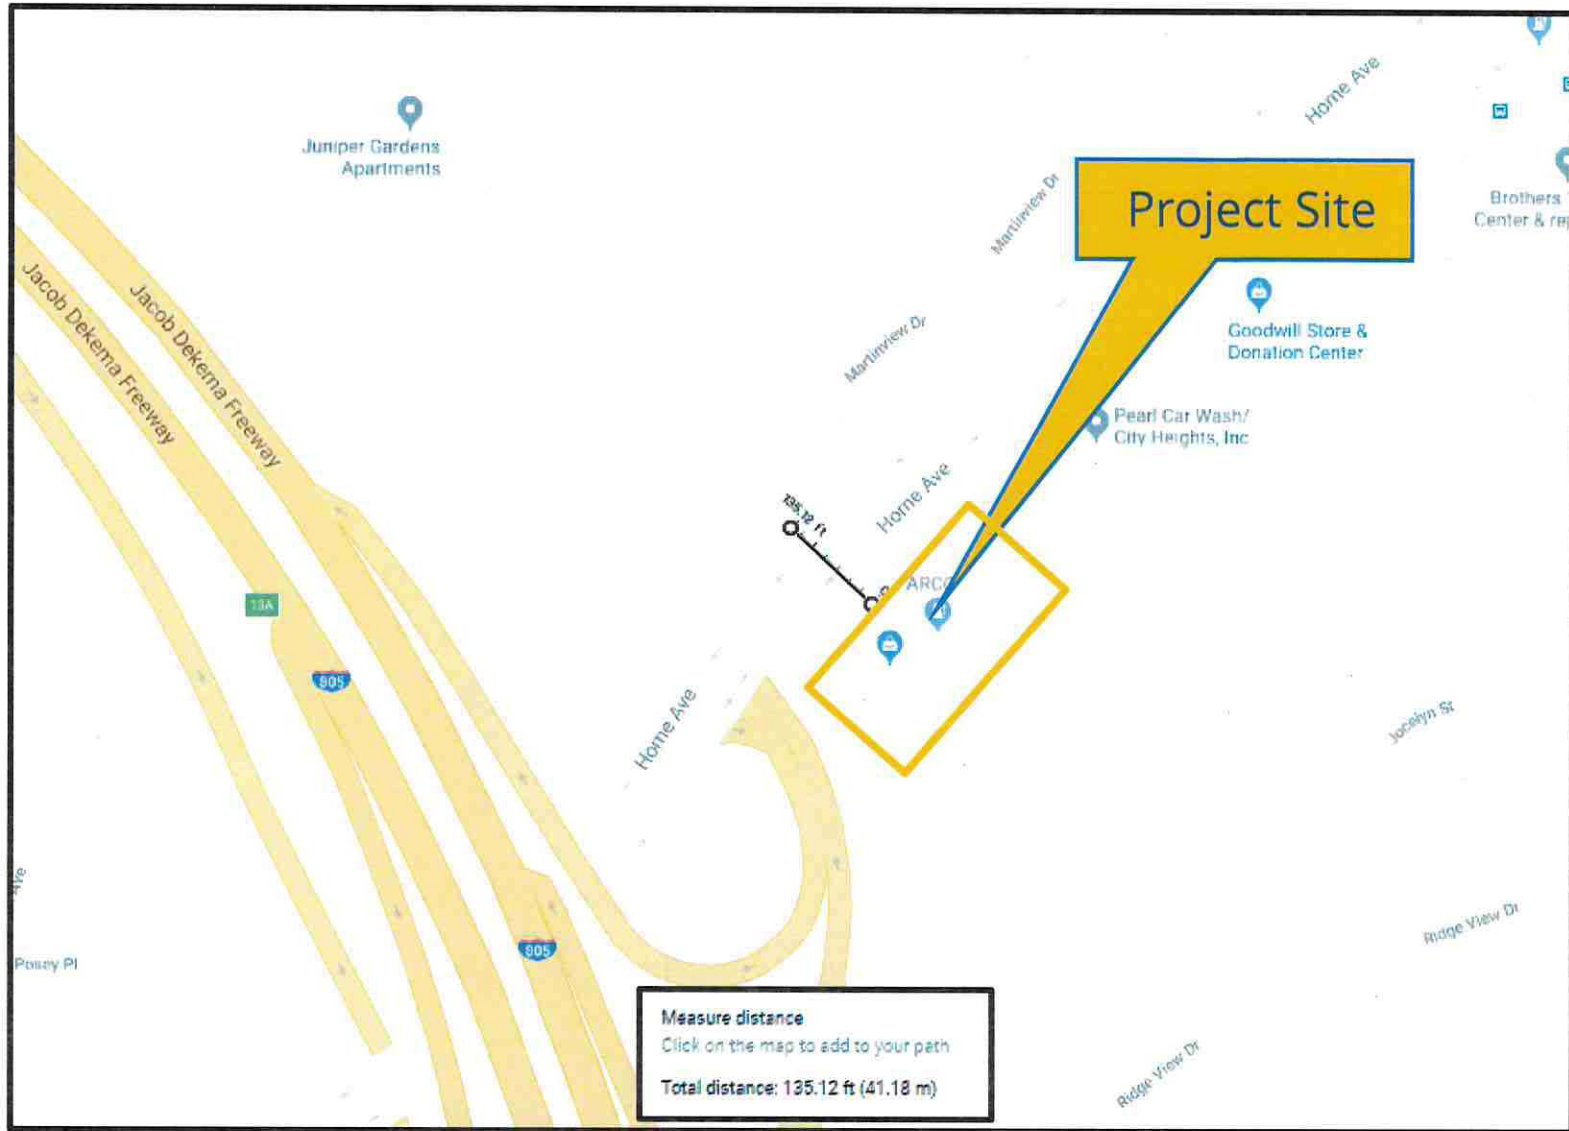 Home Ave
Juniper Gardens
Apartments
Martinview Dr
Project Site
Brothers
Center &
Jacob Dekema Freeway
Jacob Dekema Freeway
Goodwill Store &
Donation Center
Martinview Dr
Pearl Car Wash/
City Heights, Inc
Home Ave
135.12 ft
ARCO
13A
805
Home Ave
Jocelyn St
Ridge View Dr
805
Posey Pl
Measure distance
Click on the map to add to your path
Total distance: 135.12 ft (41.18 m)
Ridge View Dr